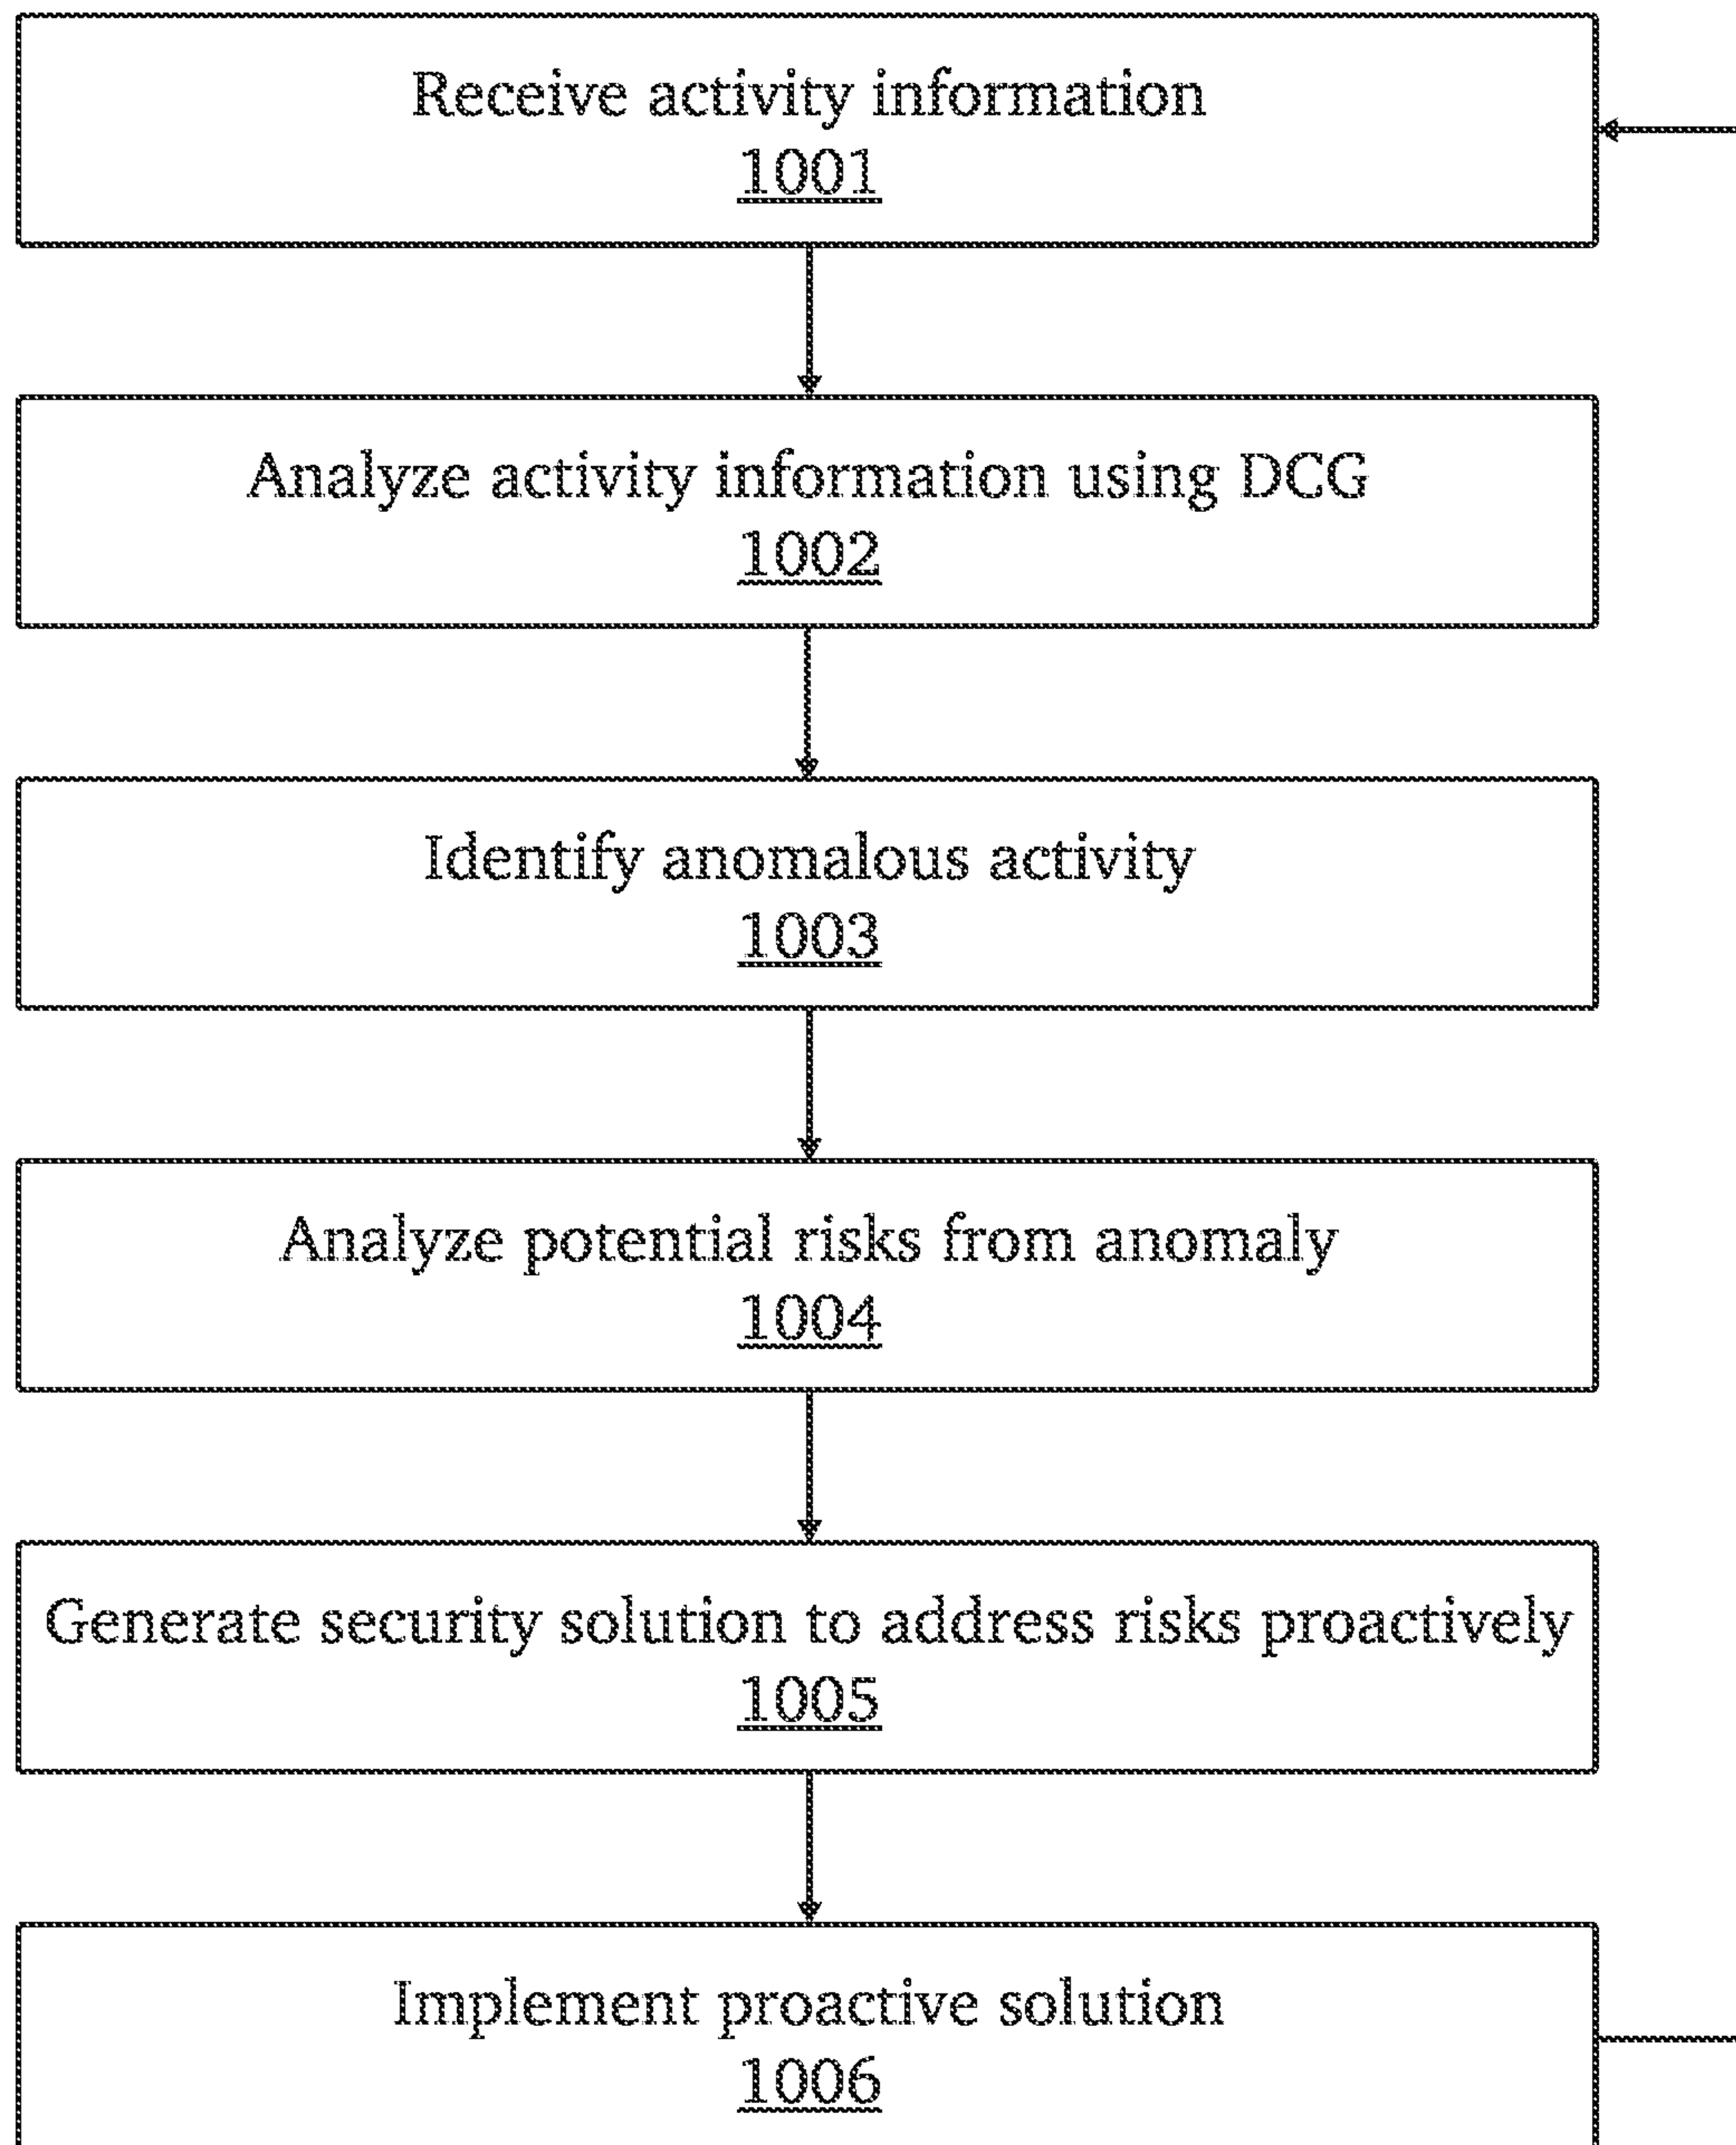 Receive activity information
1001
Analyze activity information using DCG
1002
Identify anomalous activity
1003
Analyze potential risks from anomaly
1004
Generate security solution to address risks proactively
1005
Implement proactive solution
1006